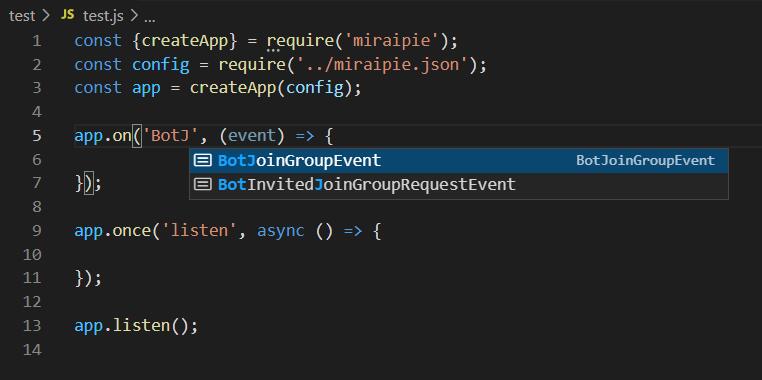 test > JS test.js > ...
1 const {createApp} = require('miraipie');
2 const config = require('../miraipie.json');
3 const app = createApp(config);
4
5 app.on('BotJ', (event) => {
6 BotJoinGroupEvent BotJoinGroupEvent
7 }); BotInvitedJoinGroupRequestEvent
8
9 app.once('listen', async () => {
10
11 });
12
13 app.listen();
14